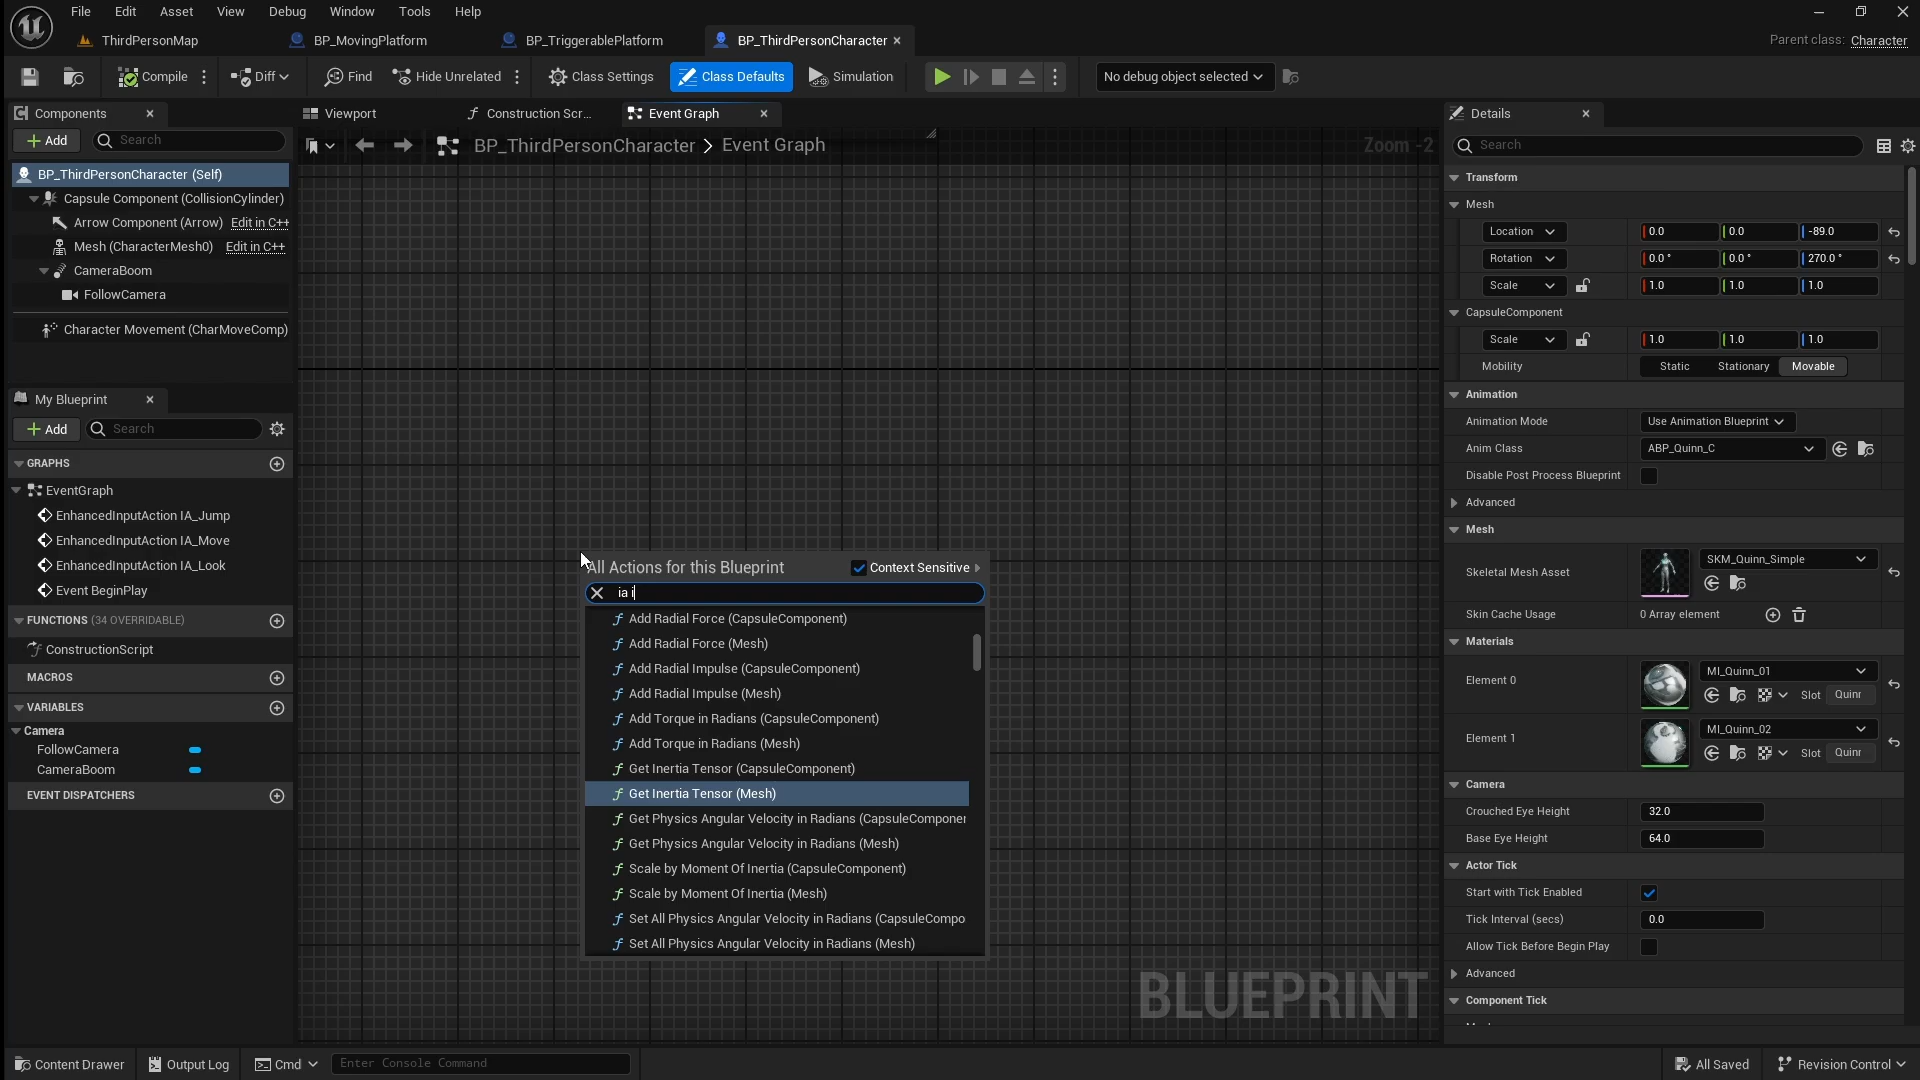 File Edit Asset View Debug Window Tools Help
ThirdPersonMap BP_MovingPlatform BP_TriggerablePlatform BP_ThirdPersonCharacter
Parent class: Character
Compile Diff Find Hide Unrelated Class Settings Class Defaults Simulation No debug object selected
Components
Add Search
BP_ThirdPersonCharacter (Self)
Capsule Component (CollisionCylinder)
Arrow Component (Arrow) Edit in C++
Mesh (CharacterMesh0) Edit in C++
CameraBoom
FollowCamera
Character Movement (CharMoveComp)
My Blueprint
Add Search
GRAPHS
EventGraph
EnhancedInputAction IA_Jump
EnhancedInputAction IA_Move
EnhancedInputAction IA_Look
Event BeginPlay
FUNCTIONS (34 OVERRIDABLE)
ConstructionScript
MACROS
VARIABLES
Camera
FollowCamera
CameraBoom
EVENT DISPATCHERS
Viewport Construction Scr... Event Graph
BP_ThirdPersonCharacter > Event Graph Zoom -2
All Actions for this Blueprint Context Sensitive
ia i
Add Radial Force (CapsuleComponent)
Add Radial Force (Mesh)
Add Radial Impulse (CapsuleComponent)
Add Radial Impulse (Mesh)
Add Torque in Radians (CapsuleComponent)
Add Torque in Radians (Mesh)
Get Inertia Tensor (CapsuleComponent)
Get Inertia Tensor (Mesh)
Get Physics Angular Velocity in Radians (CapsuleComponer
Get Physics Angular Velocity in Radians (Mesh)
Scale by Moment Of Inertia (CapsuleComponent)
Scale by Moment Of Inertia (Mesh)
Set All Physics Angular Velocity in Radians (CapsuleCompo
Set All Physics Angular Velocity in Radians (Mesh)
BLUEPRINT
Details
Search
Transform
Mesh
Location 0.0 0.0 -89.0
Rotation 0.0 ° 0.0 ° 270.0 °
Scale 1.0 1.0 1.0
CapsuleComponent
Scale 1.0 1.0 1.0
Mobility Static Stationary Movable
Animation
Animation Mode Use Animation Blueprint
Anim Class ABP_Quinn_C
Disable Post Process Blueprint
Advanced
Mesh
Skeletal Mesh Asset SKM_Quinn_Simple
Skin Cache Usage 0 Array element
Materials
Element 0 MI_Quinn_01
Slot Quinr
Element 1 MI_Quinn_02
Slot Quinr
Camera
Crouched Eye Height 32.0
Base Eye Height 64.0
Actor Tick
Start with Tick Enabled
Tick Interval (secs) 0.0
Allow Tick Before Begin Play
Advanced
Component Tick
Content Drawer Output Log Cmd Enter Console Command All Saved Revision Control